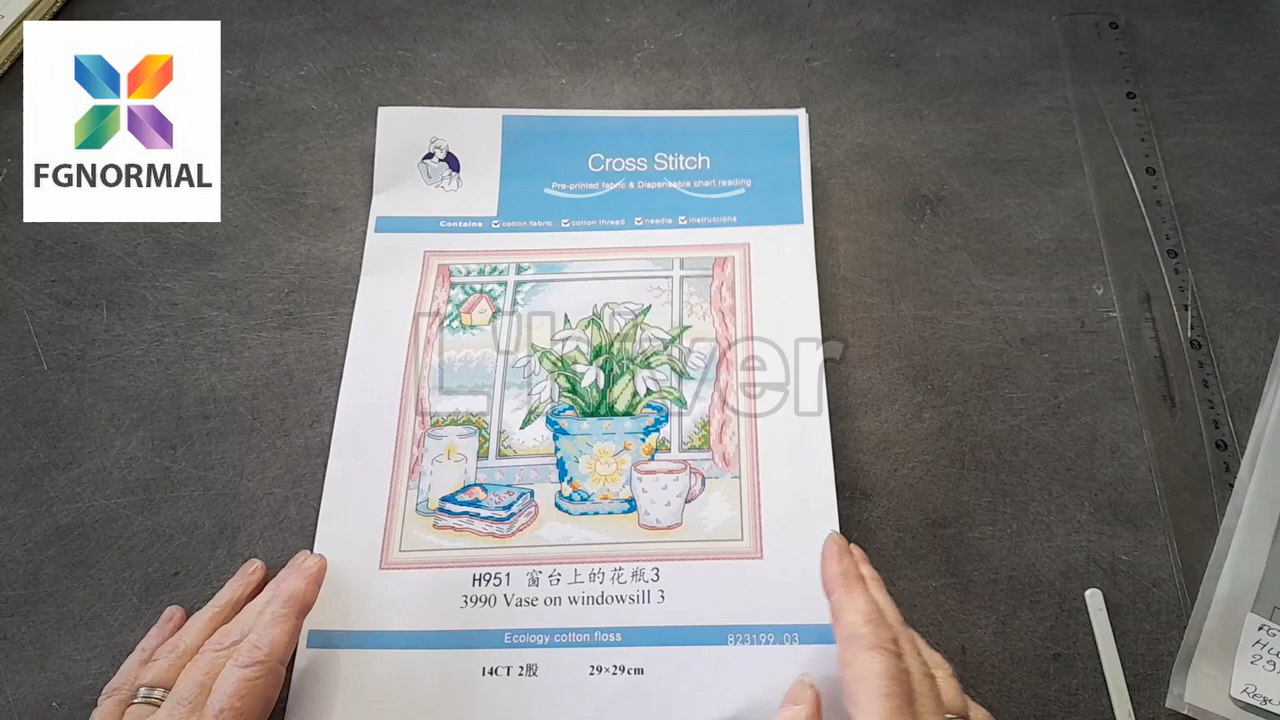 FGNORMAL
Cross Stitch
Pre-printed fabric & Dispensable chart reading
Contains cotton fabric cotton thread needle instructions
L'hiver
H951 窗台上的花瓶3
3990 Vase on windowsill 3
Ecology cotton floss
823199.03
14CT 2股 29×29cm